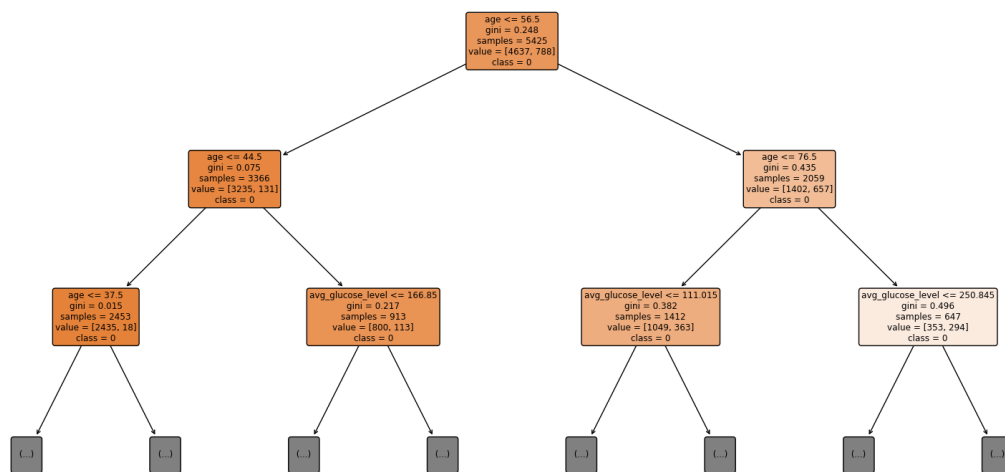 age <= 56.5
gini = 0.248
samples = 5425
value = [4637, 788]
class = 0
age <= 44.5
gini = 0.075
samples = 3366
value = [3235, 131]
class = 0
age <= 76.5
gini = 0.435
samples = 2059
value = [1402, 657]
class = 0
age <= 37.5
gini = 0.015
samples = 2453
value = [2435, 18]
class = 0
avg_glucose_level <= 166.85
gini = 0.217
samples = 913
value = [800, 113]
class = 0
avg_glucose_level <= 111.015
gini = 0.382
samples = 1412
value = [1049, 363]
class = 0
avg_glucose_level <= 250.845
gini = 0.496
samples = 647
value = [353, 294]
class = 0
(...)
(...)
(...)
(...)
(...)
(...)
(...)
(...)